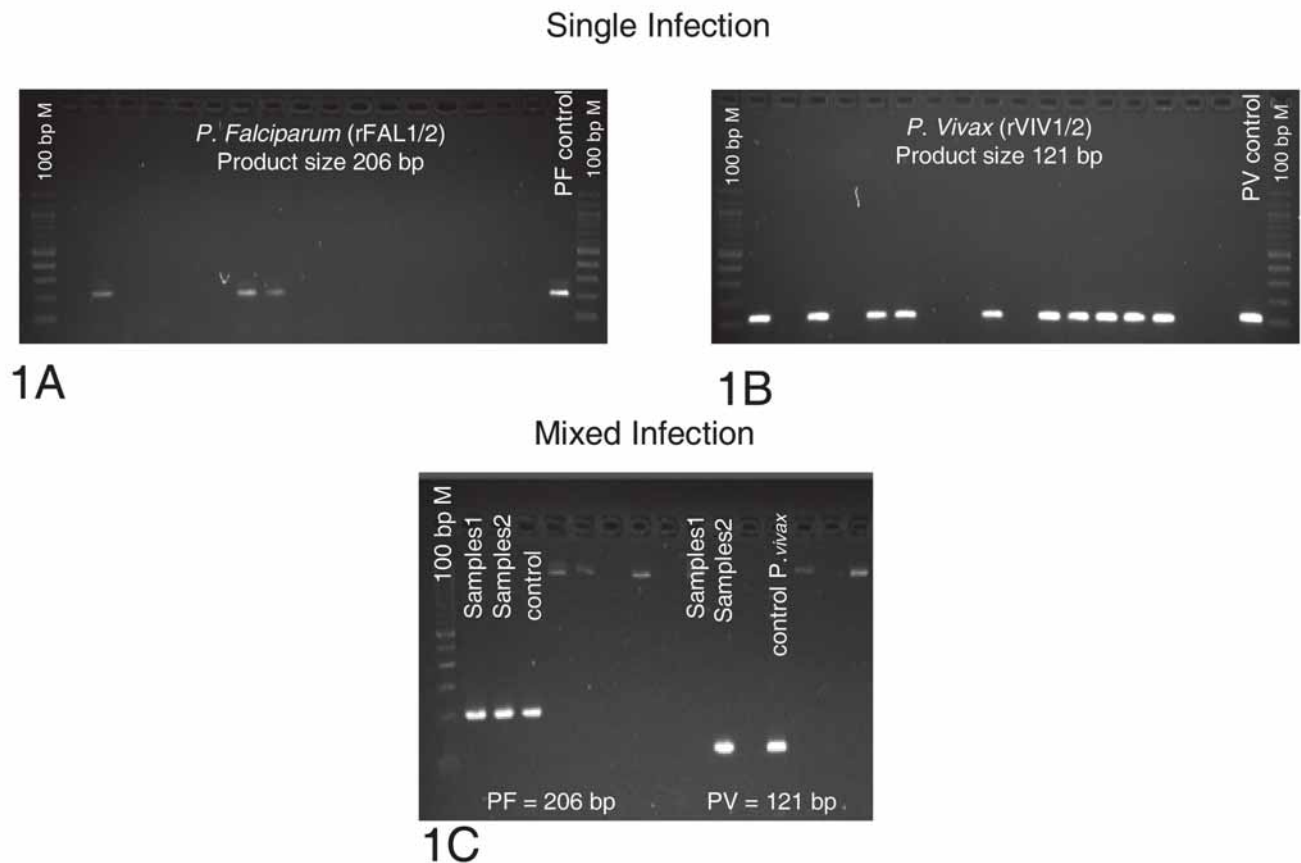 Single Infection
100 bp M
P. Falciparum (rFAL1/2)
Product size 206 bp
PF control
100 bp M
100 bp M
P. Vivax (rVIV1/2)
Product size 121 bp
PV control
100 bp M
1A
1B
Mixed Infection
100 bp M
Samples1
Samples2
control
Samples1
Samples2
control P.vivax
PF = 206 bp
PV = 121 bp
1C